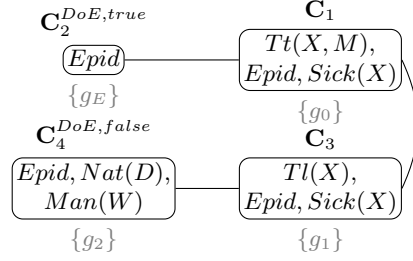 C_2^{DoE,true}
Epid
{g_E}
C_1
Tt(X, M),
Epid, Sick(X)
{g_0}
C_4^{DoE,false}
Epid, Nat(D),
Man(W)
{g_2}
C_3
Tl(X),
Epid, Sick(X)
{g_1}